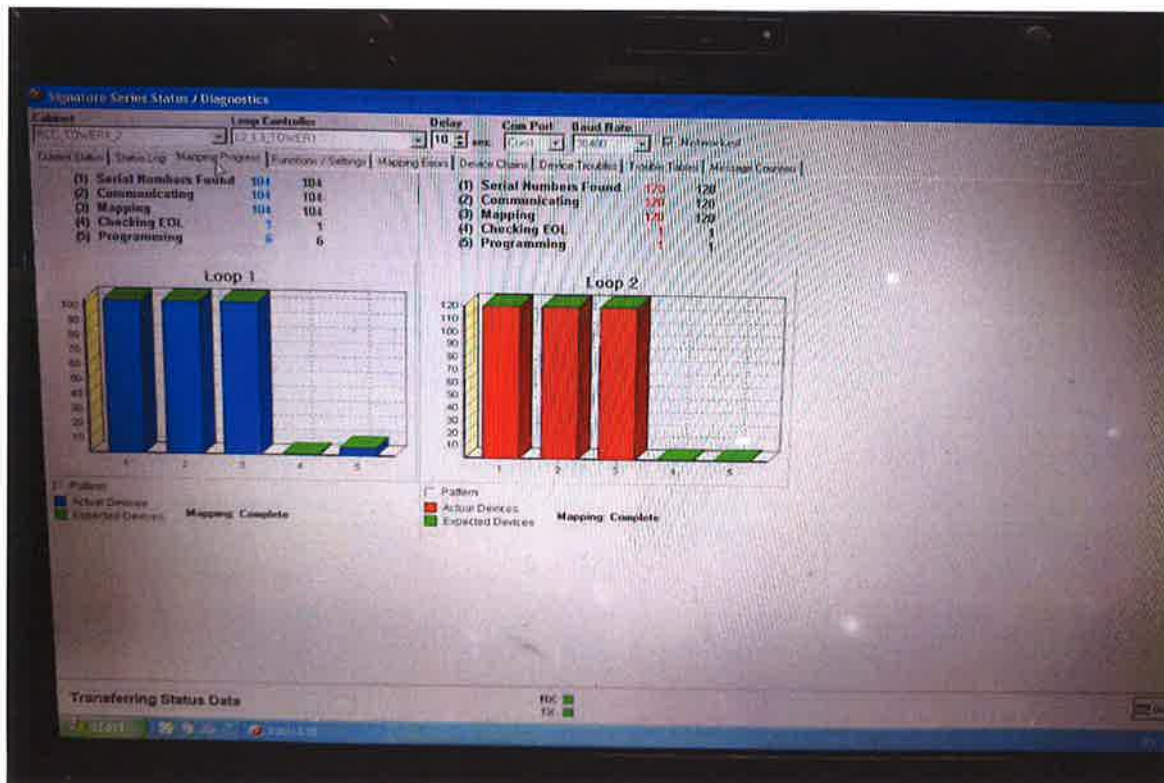 Signature Series Status / Diagnostics
Cabinet Loop Controller Delay Com Port Baud Rate
10 sec. Networked
Current Status Status Log Mapping Progress Functions / Settings Mapping Errors Device Chains Device Troubles Trouble Tables Message Counters
(1) Serial Numbers Found 104 104
(2) Communicating 104 104
(3) Mapping 104 104
(4) Checking EOL 1 1
(5) Programming 6 6
(1) Serial Numbers Found 120 120
(2) Communicating 120 120
(3) Mapping 120 120
(4) Checking EOL 1 1
(5) Programming 1 1
Loop 1
100
90
80
70
60
50
40
30
20
10
1 2 3 4 5
Pattern
Actual Devices
Expected Devices
Mapping: Complete
Loop 2
120
110
100
90
80
70
60
50
40
30
20
10
1 2 3 4 5
Pattern
Actual Devices
Expected Devices
Mapping: Complete
Transferring Status Data
RX:
TX:
start